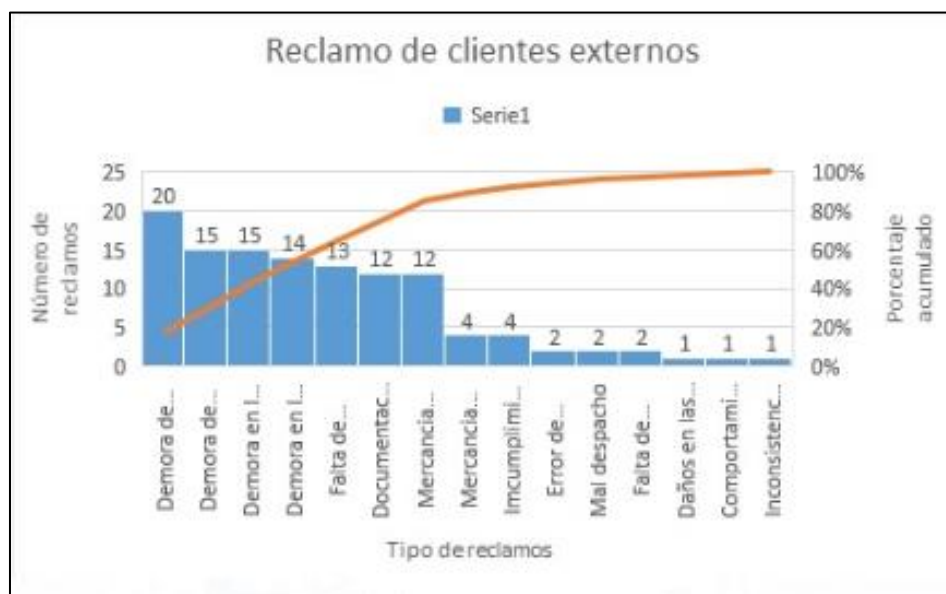 Reclamo de clientes externos
Serie1
Número de
reclamos
25
20
15
10
5
0
20
15
15
14
13
12
12
4
4
2
2
2
1
1
1
100%
80%
60%
40%
20%
0%
Porcentaje
acumulado
Demora de...
Demora de...
Demora en l...
Demora en l...
Falta de...
Documentac...
Mercancia...
Mercancia...
Imcumplimi...
Error de...
Mal despacho
Falta de...
Daños en las...
Comportami...
Inconsistenc...
Tipo de reclamos